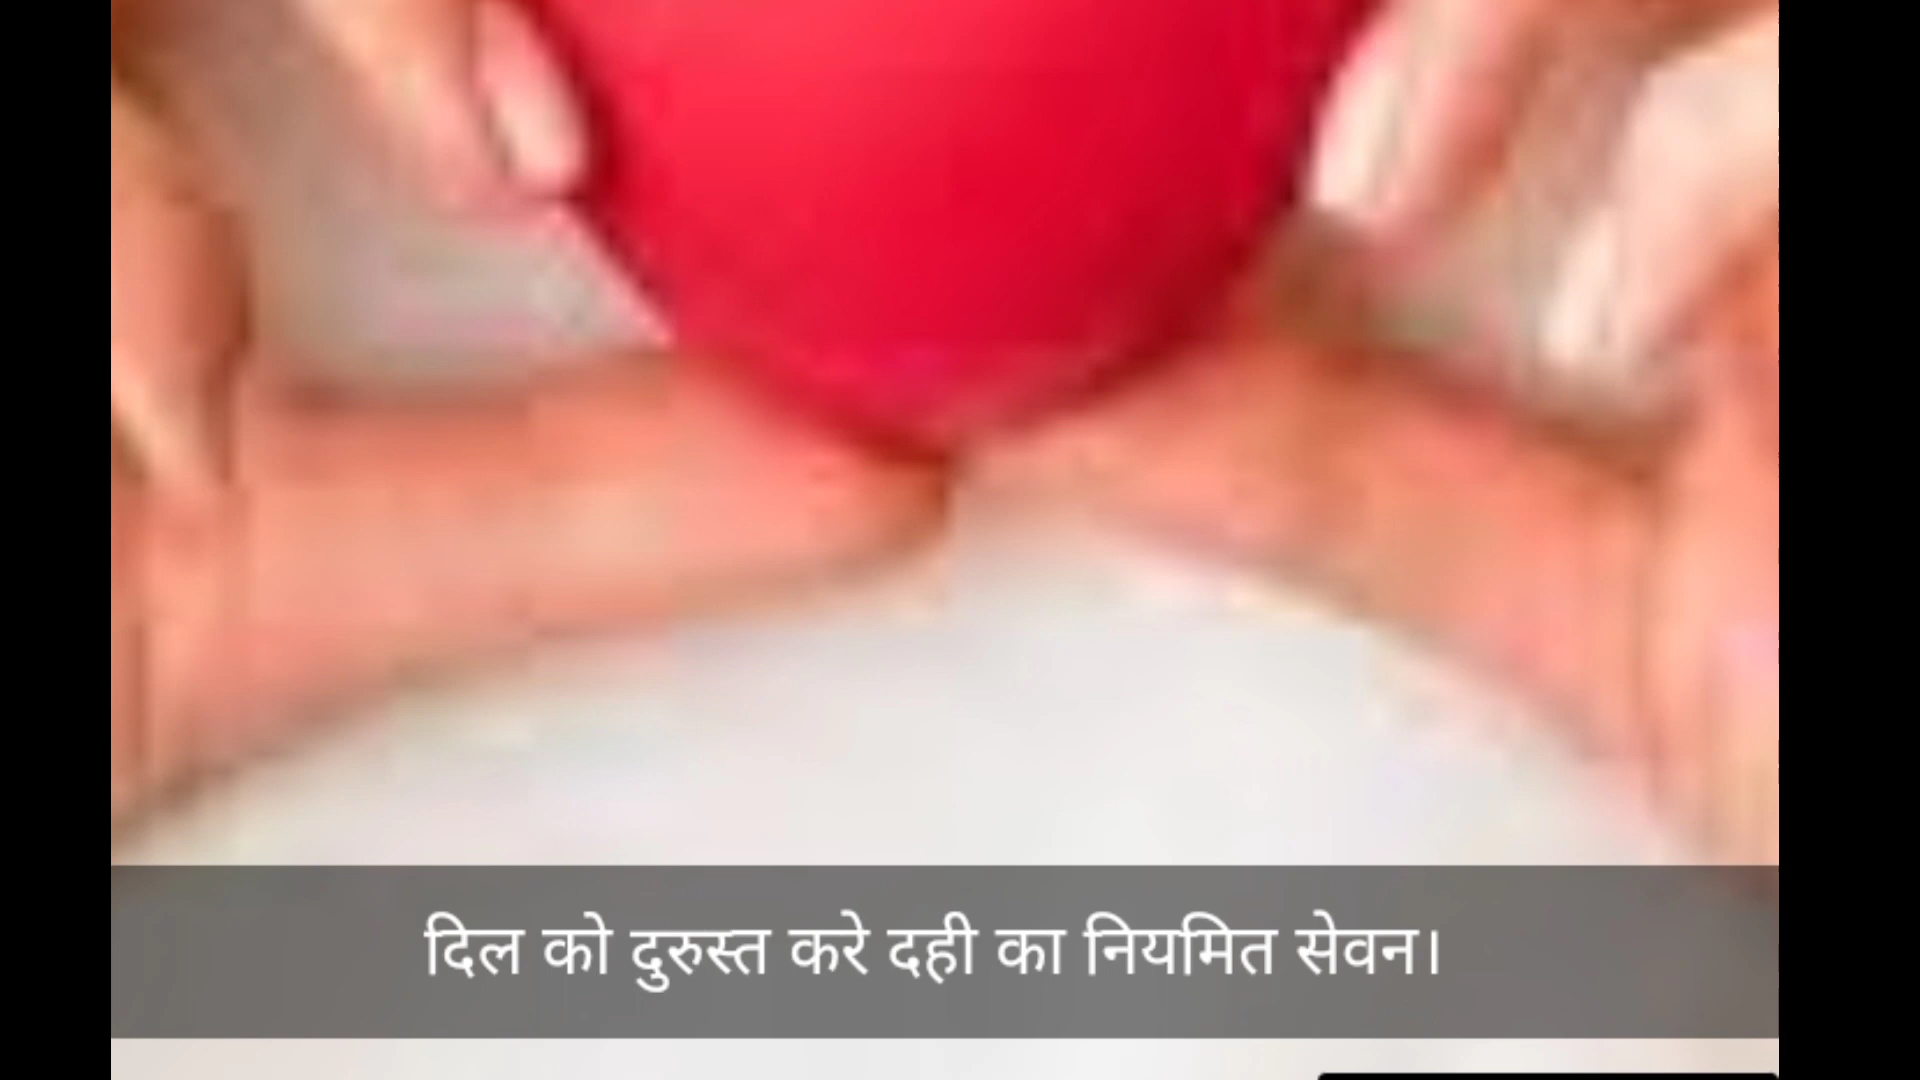 दिल को दुरुस्त करे दही का नियमित सेवन।